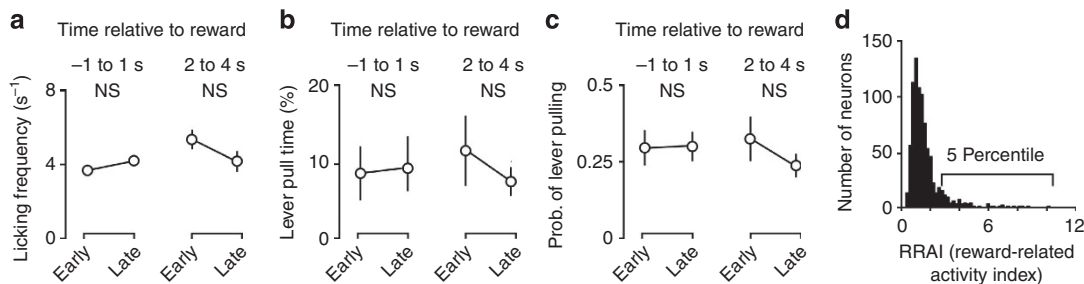 a
Time relative to reward
–1 to 1 s
2 to 4 s
NS
NS
Licking frequency (s⁻¹)
8
4
0
Early
Late
Early
Late
b
Time relative to reward
–1 to 1 s
2 to 4 s
NS
NS
Lever pull time (%)
20
10
0
Early
Late
Early
Late
c
Time relative to reward
–1 to 1 s
2 to 4 s
NS
NS
Prob. of lever pulling
0.5
0.25
0
Early
Late
Early
Late
d
Number of neurons
150
100
50
0
5 Percentile
0
6
12
RRAI (reward-related
activity index)